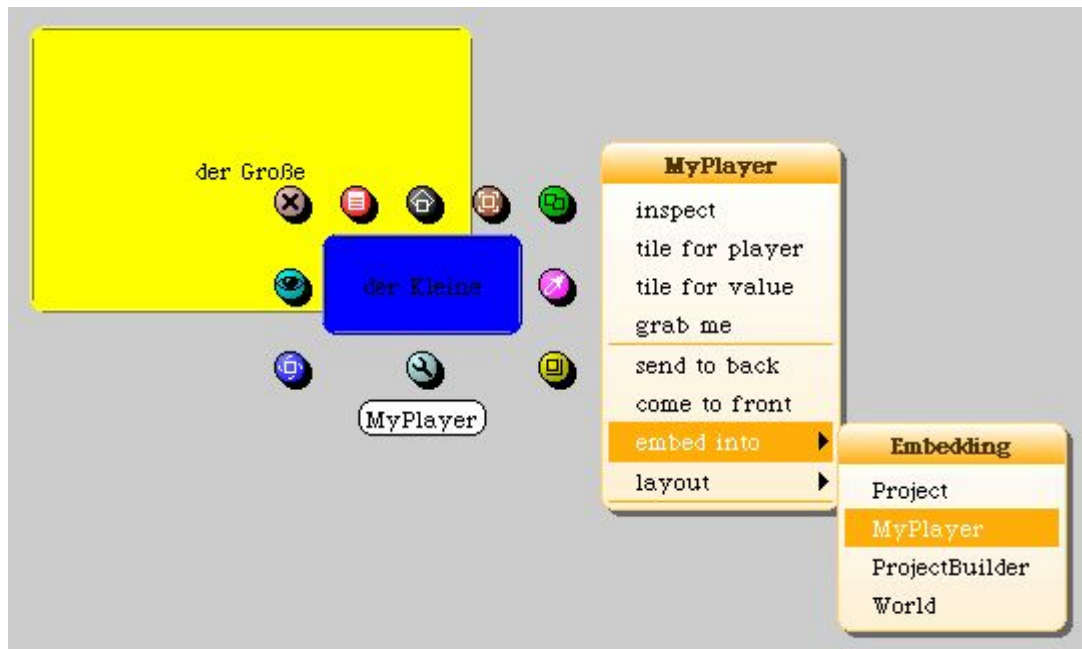 der Große
der Kleine
MyPlayer
MyPlayer
inspect
tile for player
tile for value
grab me
send to back
come to front
embed into
layout
Embedding
Project
MyPlayer
ProjectBuilder
World